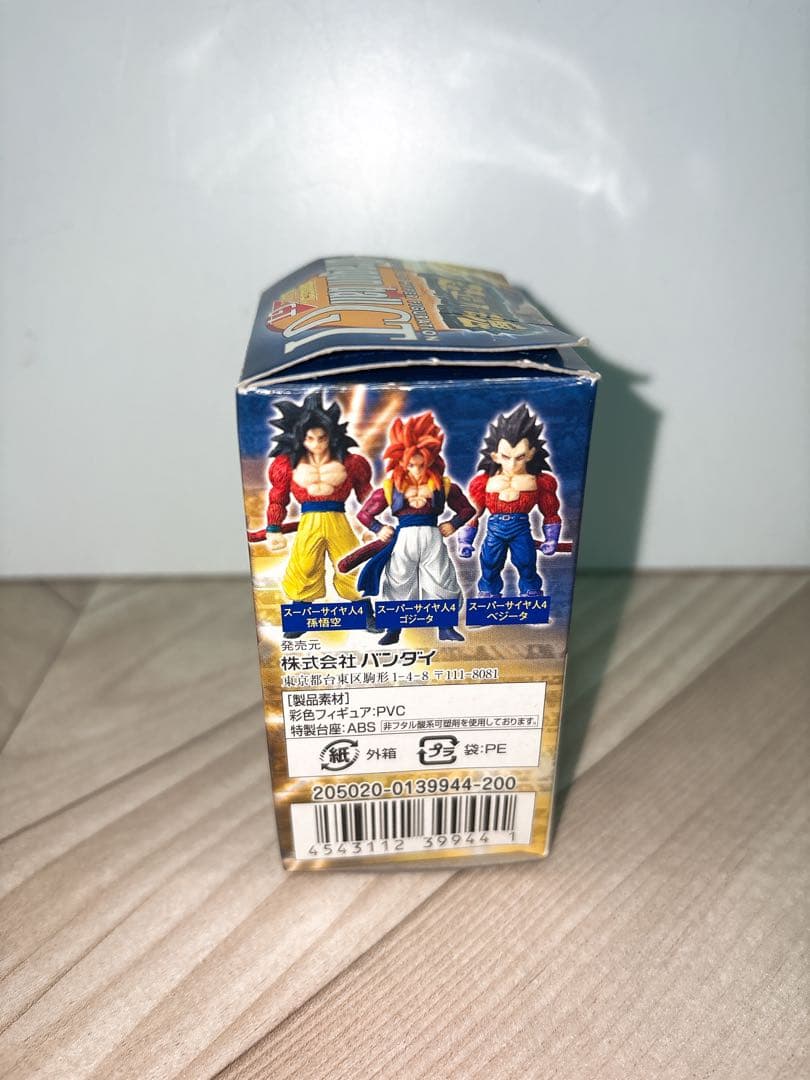 スーパーサイヤ人4
孫悟空
スーパーサイヤ人4
ゴジータ
スーパーサイヤ人4
ベジータ
発売元
株式会社 バンダイ
東京都台東区駒形1-4-8 〒111-8081
[製品素材]
彩色フィギュア:PVC
特製台座:ABS 非フタル酸系可塑剤を使用しております。
紙 外箱 プラ 袋:PE
205020-0139944-200
4543112 399441